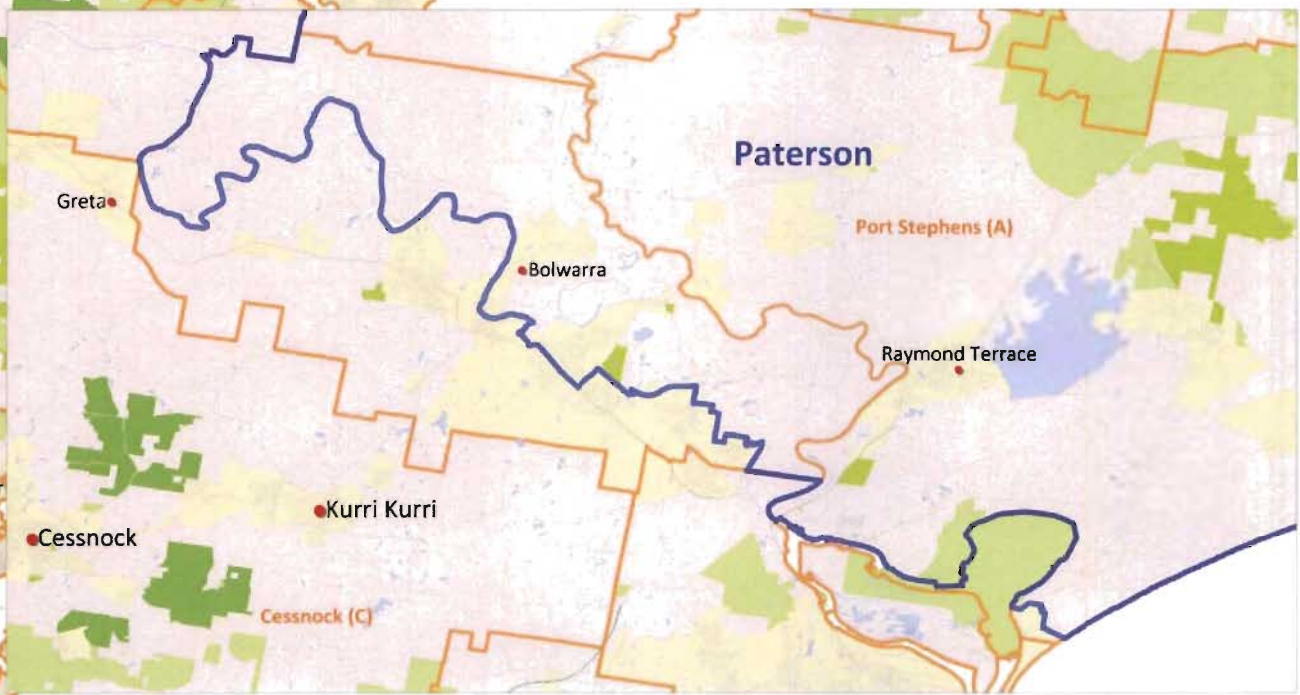 Paterson
Greta
Port Stephens (A)
Bolwarra
Raymond Terrace
Kurri Kurri
Cessnock
Cessnock (C)